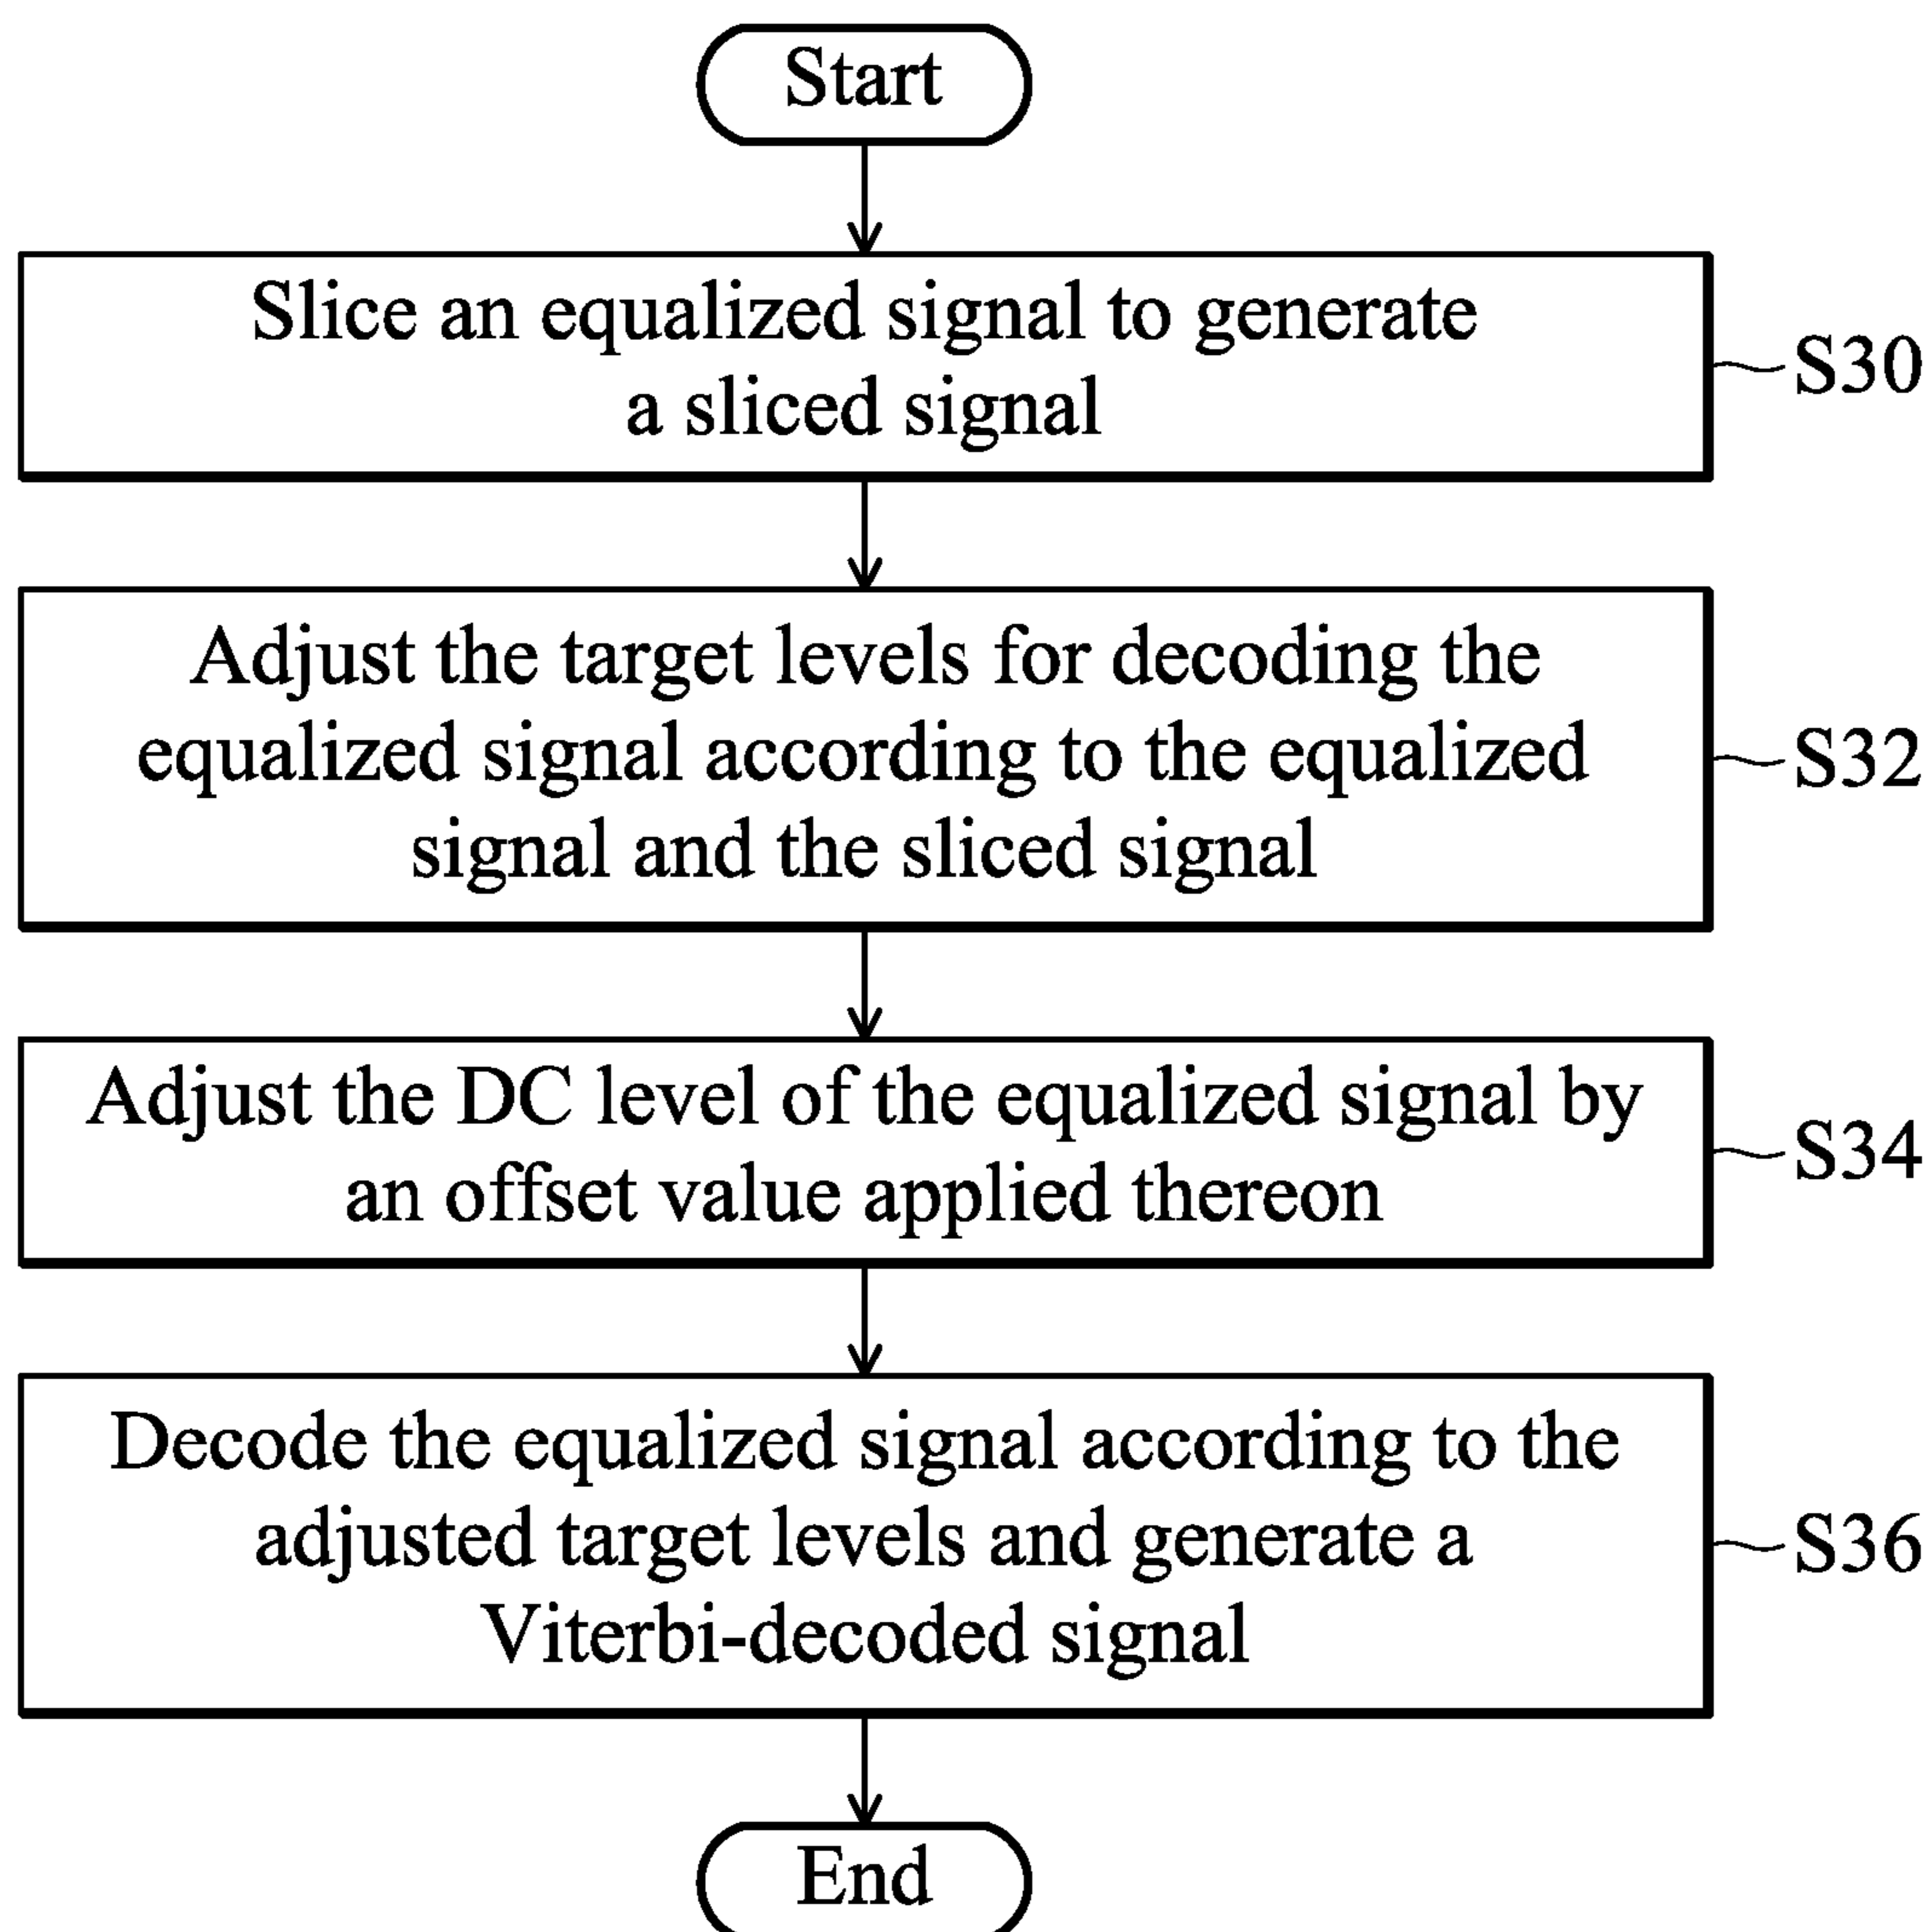 Start
Slice an equalized signal to generate
a sliced signal
S30
Adjust the target levels for decoding the
equalized signal according to the equalized
signal and the sliced signal
S32
Adjust the DC level of the equalized signal by
an offset value applied thereon
S34
Decode the equalized signal according to the
adjusted target levels and generate a
Viterbi-decoded signal
S36
End